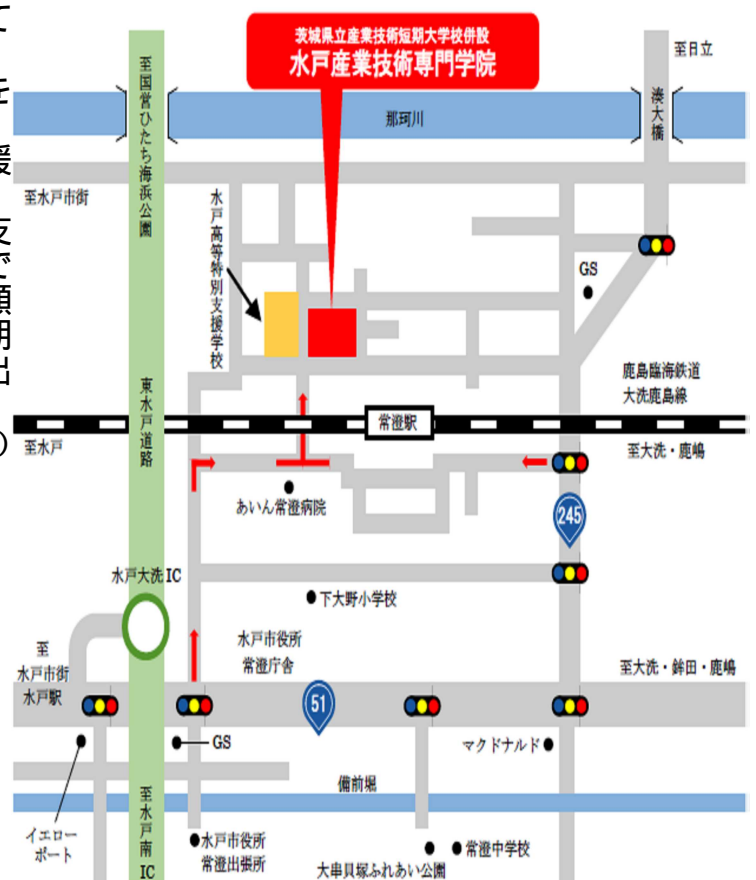 茨城県立産業技術短期大学校併設
水戸産業技術専門学院
至日立
至国営ひたち海浜公園
那珂川
湊大橋
至水戸市街
水戸高等特別支援学校
GS
鹿島臨海鉄道
大洗鹿島線
東水戸道路
常澄駅
至水戸
至大洗・鹿嶋
あいん常澄病院
245
水戸大洗IC
下大野小学校
水戸市役所
常澄庁舎
至
水戸市街
水戸駅
至大洗・鉾田・鹿嶋
51
GS
マクドナルド
備前堀
至水戸南IC
イエロー
ポート
水戸市役所
常澄出張所
常澄中学校
大串貝塚ふれあい公園